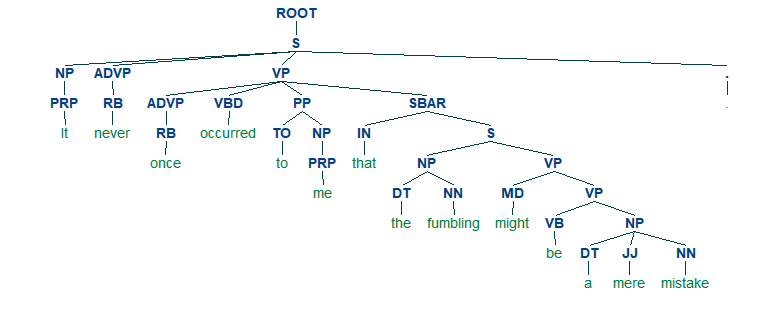 ROOT
S
NP ADVP VP .
PRP RB ADVP VBD PP SBAR .
It never RB occurred TO NP IN S
once to PRP that NP VP
me DT NN MD VP
the fumbling might VB NP
be DT JJ NN
a mere mistake